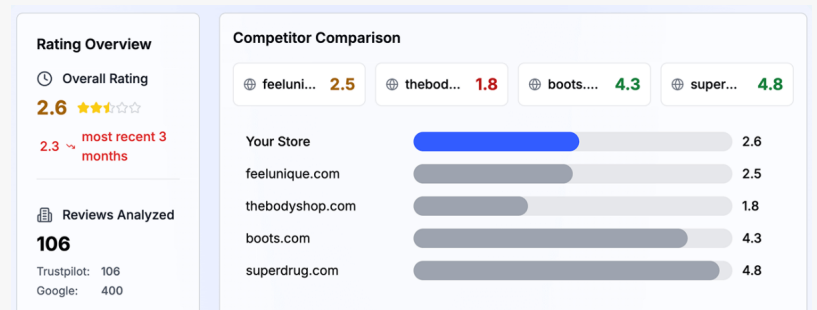 Rating Overview
Overall Rating
2.6
2.3 most recent 3
months
Reviews Analyzed
106
Trustpilot: 106
Google: 400
Competitor Comparison
feeluni... 2.5
thebod... 1.8
boots.... 4.3
super... 4.8
Your Store 2.6
feelunique.com 2.5
thebodyshop.com 1.8
boots.com 4.3
superdrug.com 4.8